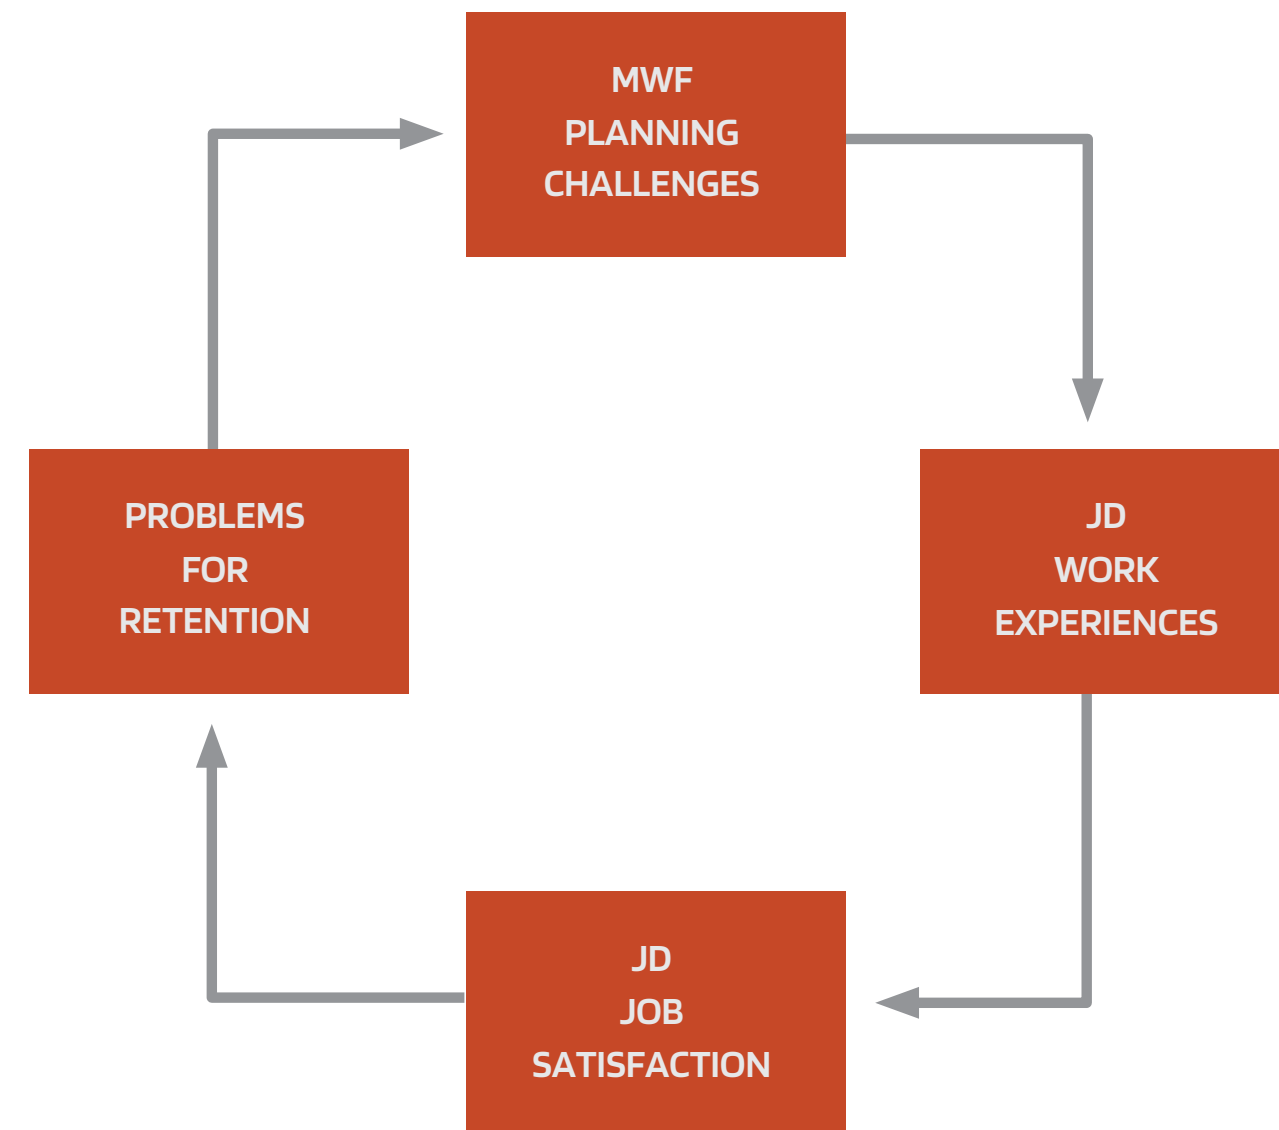 MWF
PLANNING
CHALLENGES
PROBLEMS
FOR
RETENTION
JD
WORK
EXPERIENCES
JD
JOB
SATISFACTION